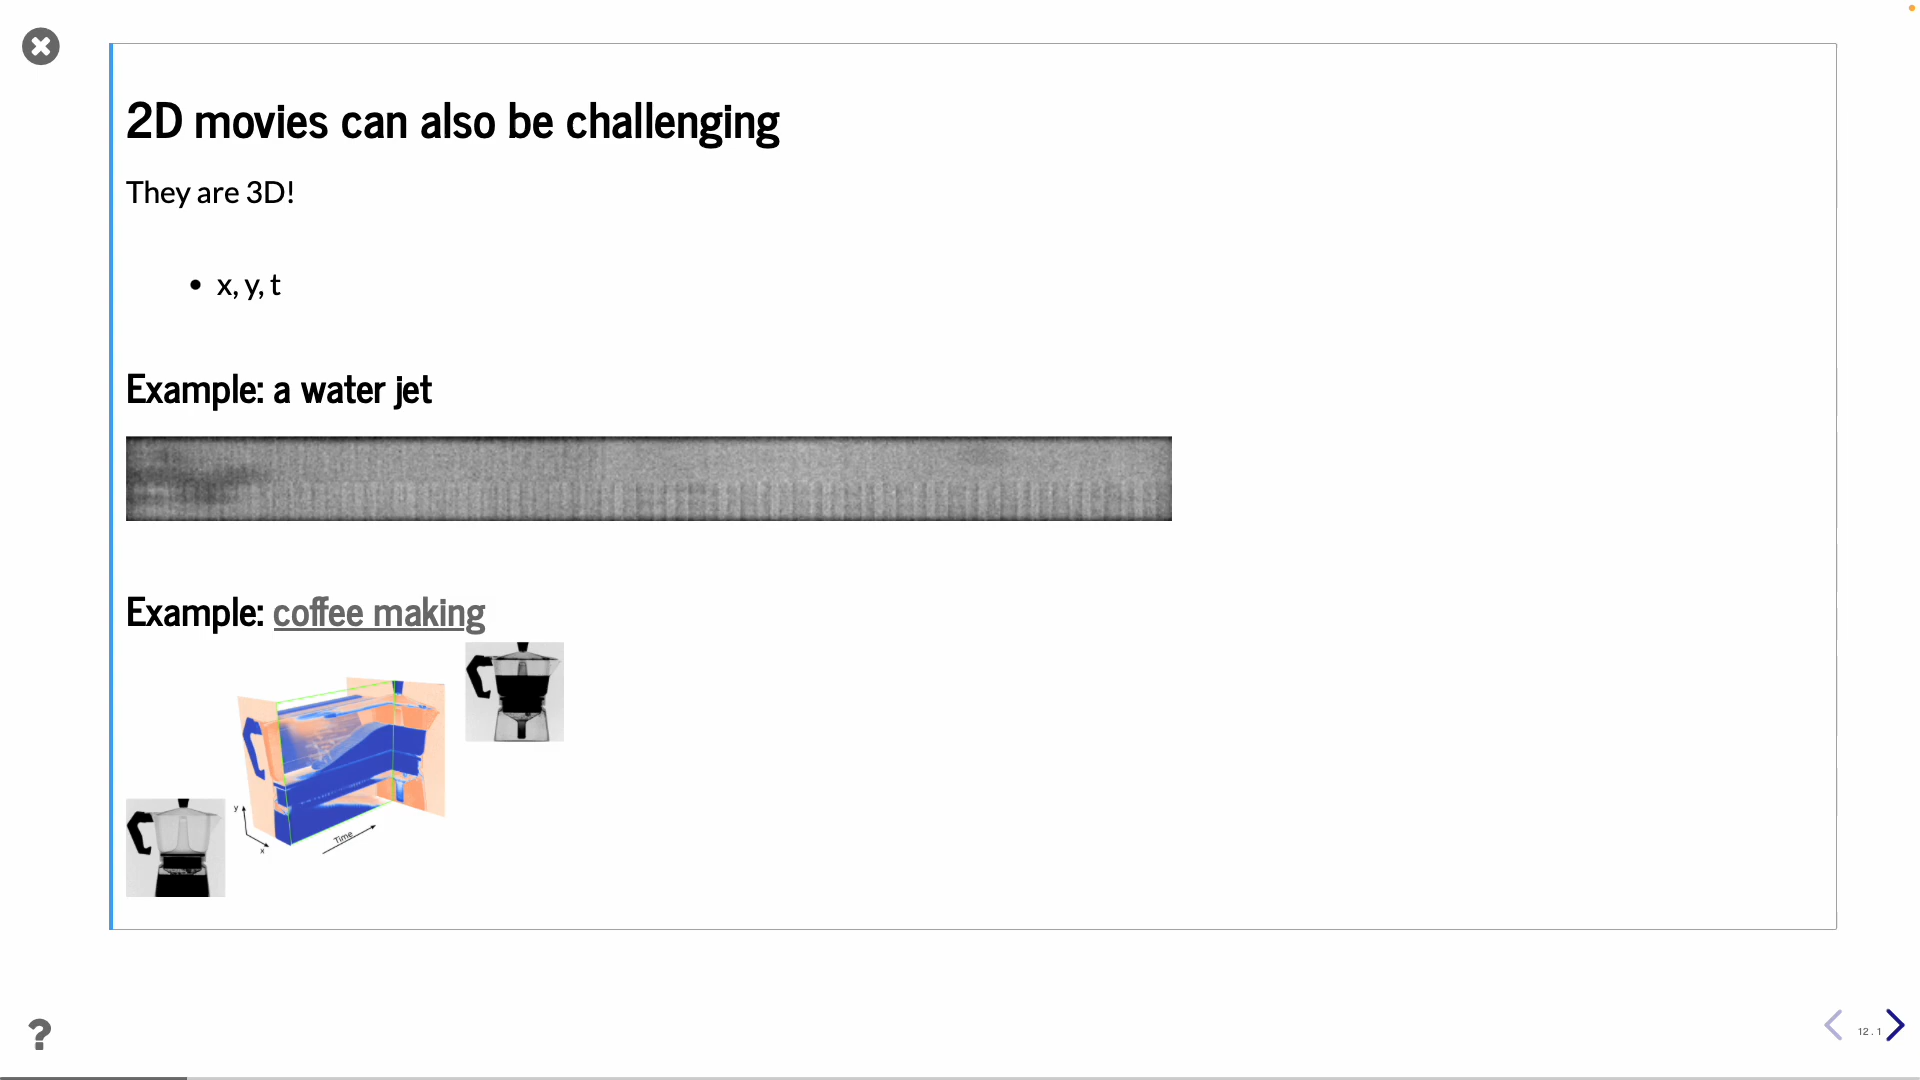 2D movies can also be challenging
They are 3D!
• x, y, t
Example: a water jet
Example: coffee making
y
x
Time
?
12.1